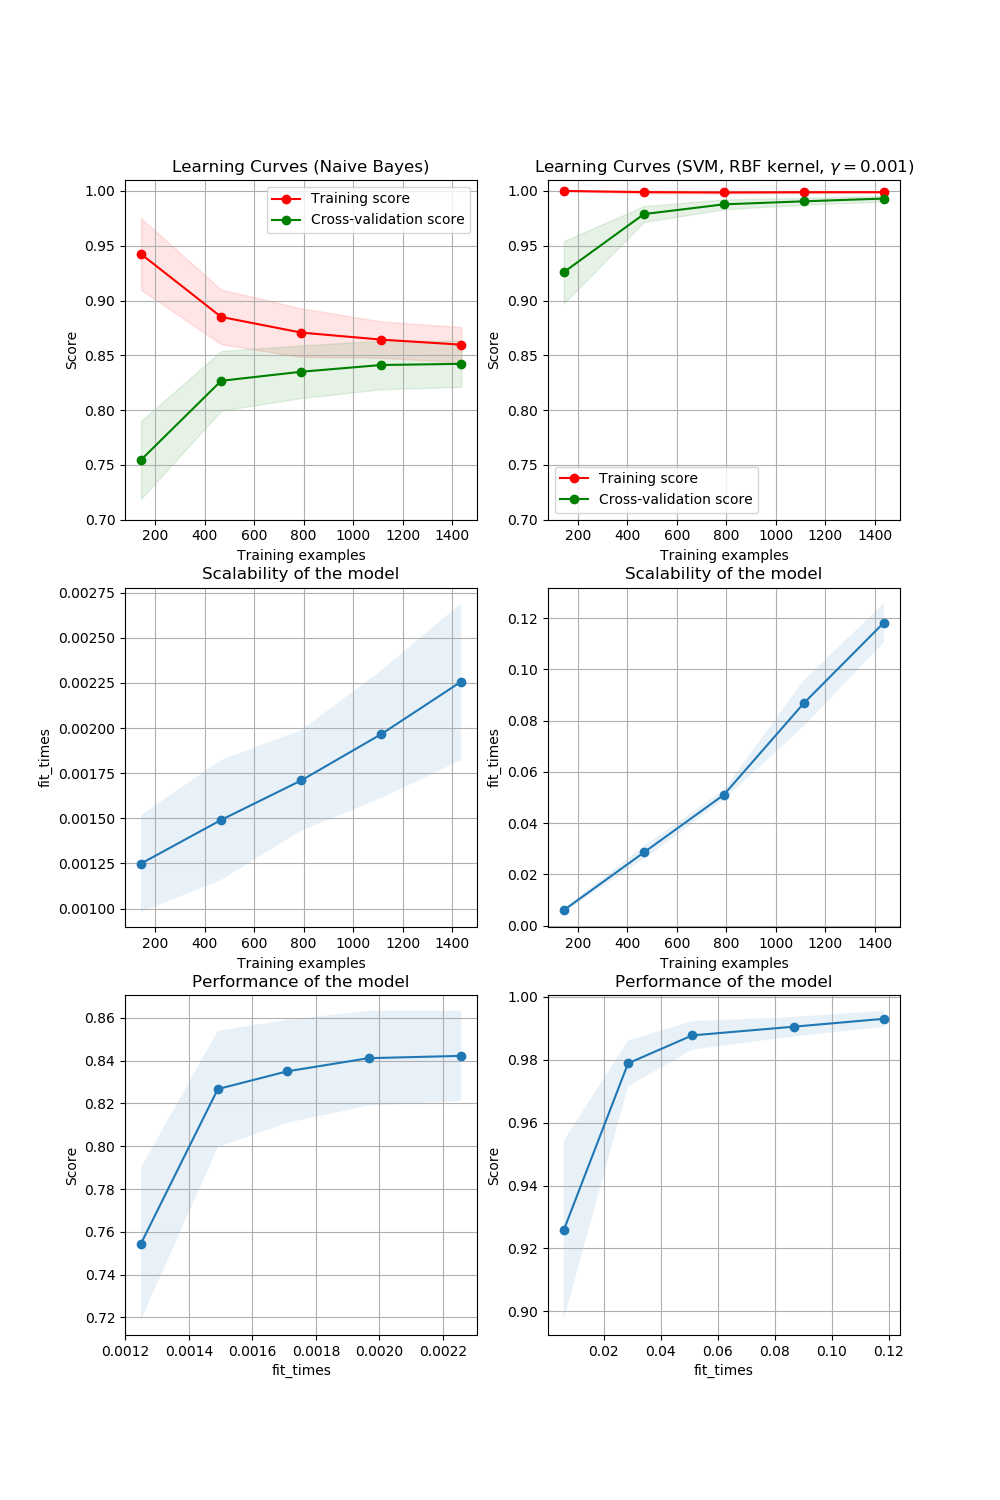 Learning Curves (Naive Bayes)
Score
1.00
0.95
0.90
0.85
0.80
0.75
0.70
Training score
Cross-validation score
200 400 600 800 1000 1200 1400
Training examples
Learning Curves (SVM, RBF kernel, γ = 0.001)
Score
1.00
0.95
0.90
0.85
0.80
0.75
0.70
Training score
Cross-validation score
200 400 600 800 1000 1200 1400
Training examples
Scalability of the model
fit_times
0.00275
0.00250
0.00225
0.00200
0.00175
0.00150
0.00125
0.00100
200 400 600 800 1000 1200 1400
Training examples
Scalability of the model
fit_times
0.12
0.10
0.08
0.06
0.04
0.02
0.00
200 400 600 800 1000 1200 1400
Training examples
Performance of the model
Score
0.86
0.84
0.82
0.80
0.78
0.76
0.74
0.72
0.0012 0.0014 0.0016 0.0018 0.0020 0.0022
fit_times
Performance of the model
Score
1.00
0.98
0.96
0.94
0.92
0.90
0.02 0.04 0.06 0.08 0.10 0.12
fit_times